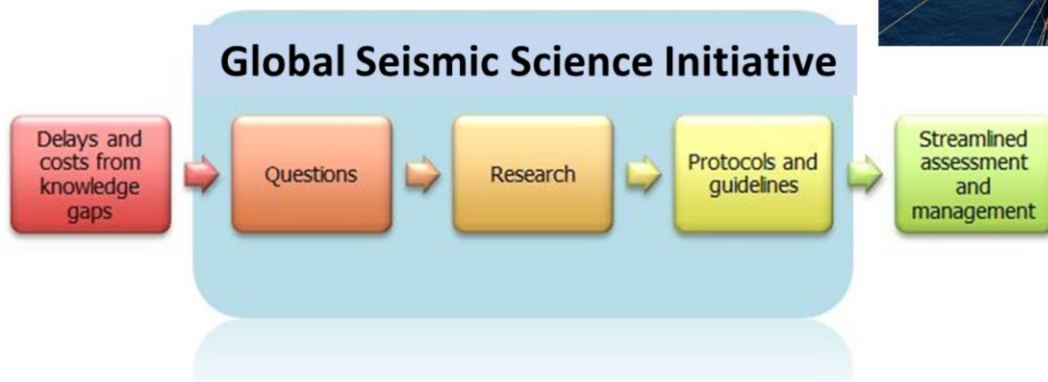 Global Seismic Science Initiative
Delays and
costs from
knowledge
gaps
Questions
Research
Protocols and
guidelines
Streamlined
assessment
and
management